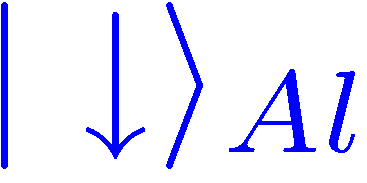 | ↓ ⟩ Al